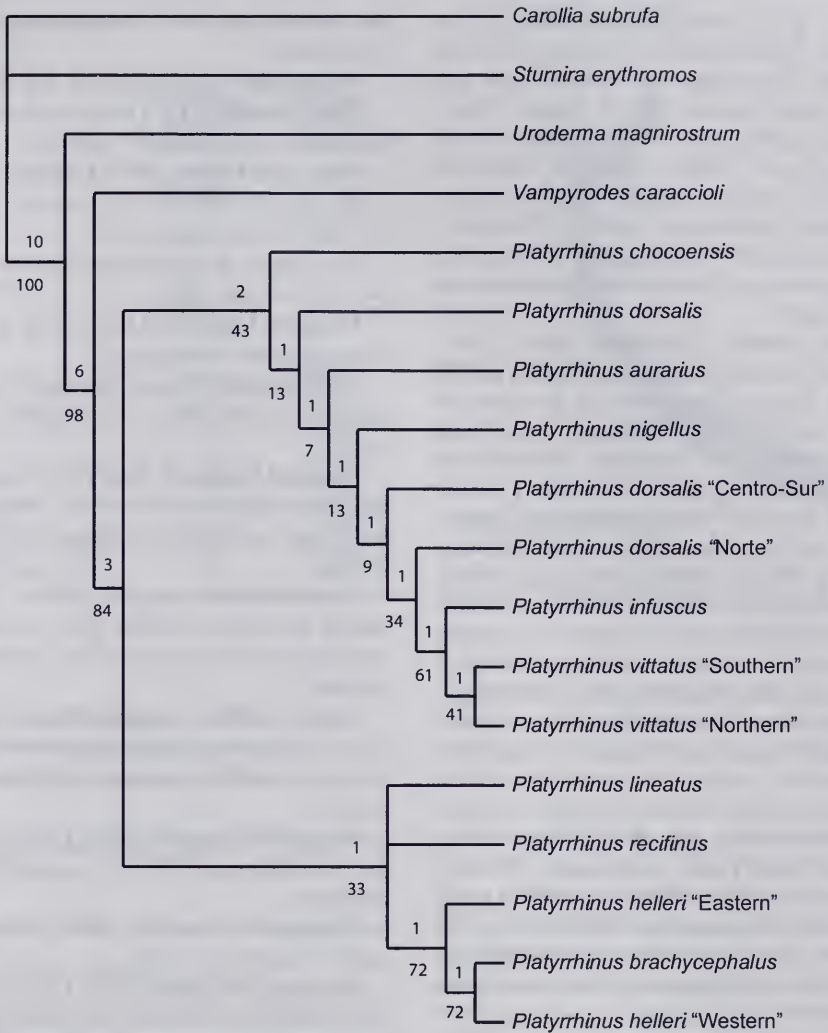 Carollia subrufa
Sturnira erythromos
Uroderma magnirostrum
Vampyrodes caraccioli
10
Platyrrhinus chocoensis
100
2
Platyrrhinus dorsalis
43
1
Platyrrhinus aurarius
6
13
1
98
Platyrrhinus nigellus
7
1
Platyrrhinus dorsalis "Centro-Sur"
13
1
Platyrrhinus dorsalis "Norte"
9
3
1
84
Platyrrhinus infuscus
34
1
Platyrrhinus vittatus "Southern"
61
1
41
Platyrrhinus vittatus "Northern"
Platyrrhinus lineatus
1
Platyrrhinus recifinus
33
Platyrrhinus helleri "Eastern"
1
72
Platyrrhinus brachycephalus
1
72
Platyrrhinus helleri "Western"